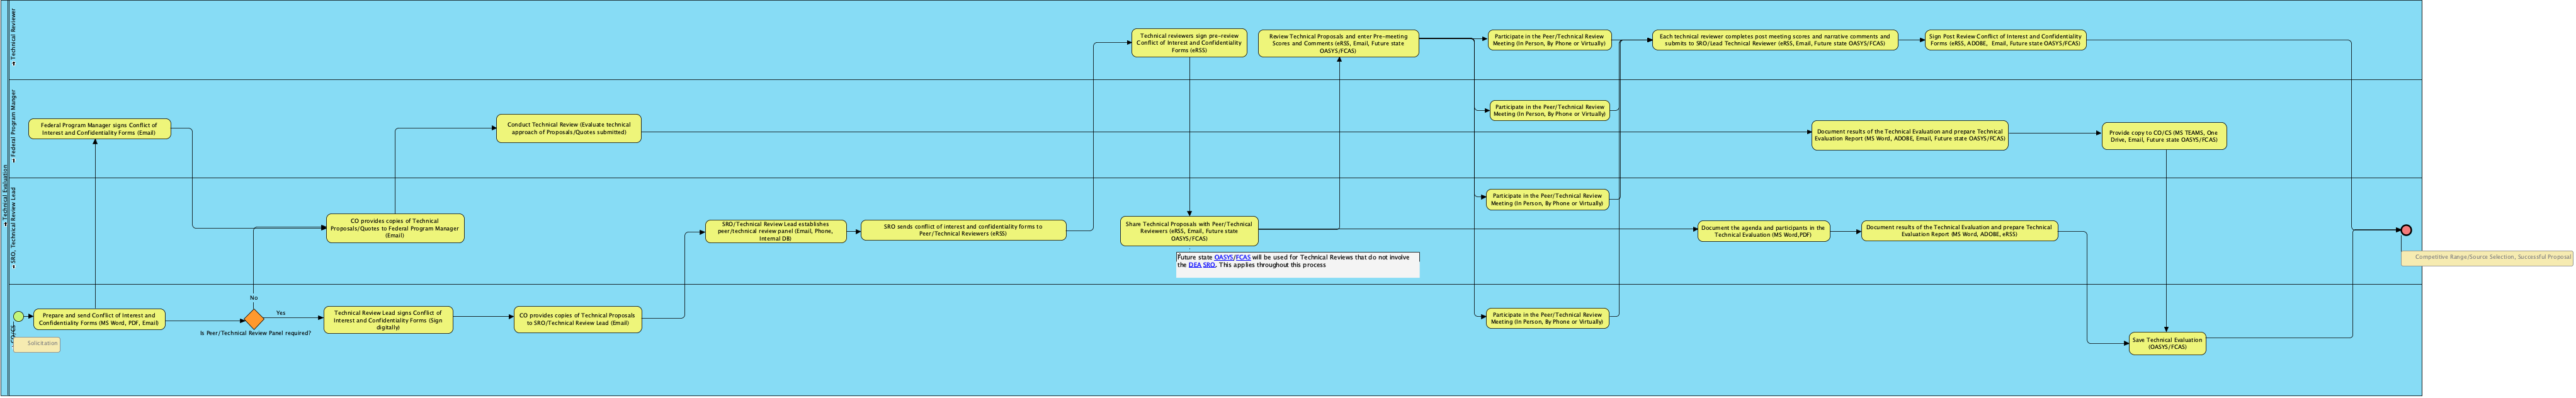 Technical Evaluation
Technical Reviewer
Technical reviewers sign pre-review
Conflict of Interest and Confidentiality
Forms (eRSS)
Review Technical Proposals and enter Pre-meeting
Scores and Comments (eRSS, Email, Future state
OASYS/FCAS)
Participate in the Peer/Technical Review
Meeting (In Person, By Phone or Virtually)
Each technical reviewer completes post meeting scores and narrative comments and
submits to SRO/Lead Technical Reviewer (eRSS, Email, Future state OASYS/FCAS)
Sign Post Review Conflict of Interest and Confidentiality
Forms (eRSS, ADOBE, Email, Future state OASYS/FCAS)
Federal Program Manger
Federal Program Manager signs Conflict of
Interest and Confidentiality Forms (Email)
Conduct Technical Review (Evaluate technical
approach of Proposals/Quotes submitted)
Participate in the Peer/Technical Review
Meeting (In Person, By Phone or Virtually)
Document results of the Technical Evaluation and prepare Technical
Evaluation Report (MS Word, ADOBE, Email, Future state OASYS/FCAS)
Provide copy to CO/CS (MS TEAMS, One
Drive, Email, Future state OASYS/FCAS)
SRO, Technical Review Lead
CO provides copies of Technical
Proposals/Quotes to Federal Program Manager
(Email)
SRO/Technical Review Lead establishes
peer/technical review panel (Email, Phone,
Internal DB)
SRO sends conflict of interest and confidentiality forms to
Peer/Technical Reviewers (eRSS)
Share Technical Proposals with Peer/Technical
Reviewers (eRSS, Email, Future state
OASYS/FCAS)
Future state OASYS/FCAS will be used for Technical Reviews that do not involve
the DEA SRO. This applies throughout this process
Participate in the Peer/Technical Review
Meeting (In Person, By Phone or Virtually)
Document the agenda and participants in the
Technical Evaluation (MS Word,PDF)
Document results of the Technical Evaluation and prepare Technical
Evaluation Report (MS Word, ADOBE, eRSS)
Competitive Range/Source Selection, Successful Proposal
CO/CS
Solicitation
Prepare and send Conflict of Interest and
Confidentiality Forms (MS Word, PDF, Email)
No
Yes
Is Peer/Technical Review Panel required?
Technical Review Lead signs Conflict of
Interest and Confidentiality Forms (Sign
digitally)
CO provides copies of Technical Proposals
to SRO/Technical Review Lead (Email)
Participate in the Peer/Technical Review
Meeting (In Person, By Phone or Virtually)
Save Technical Evaluation
(OASYS/FCAS)